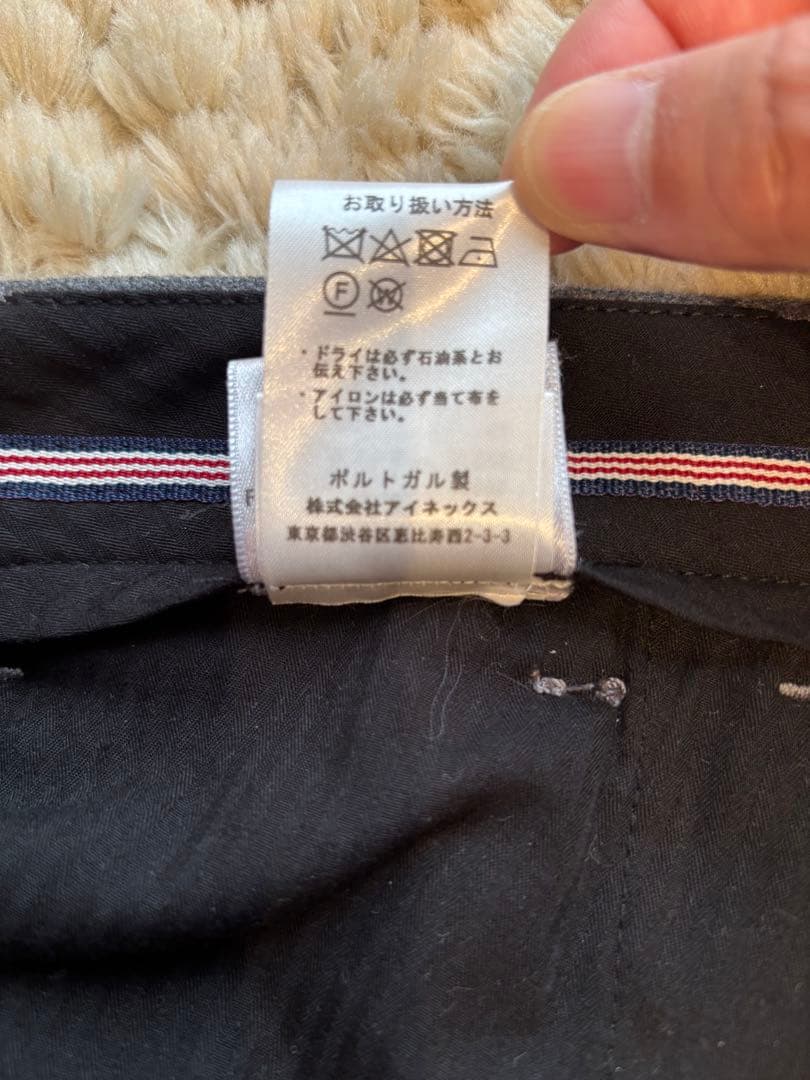 お取り扱い方法
F W
・ドライは必ず石油系とお
伝え下さい。
・アイロンは必ず当て布を
して下さい。
ポルトガル製
株式会社アイネックス
東京都渋谷区恵比寿西2-3-3